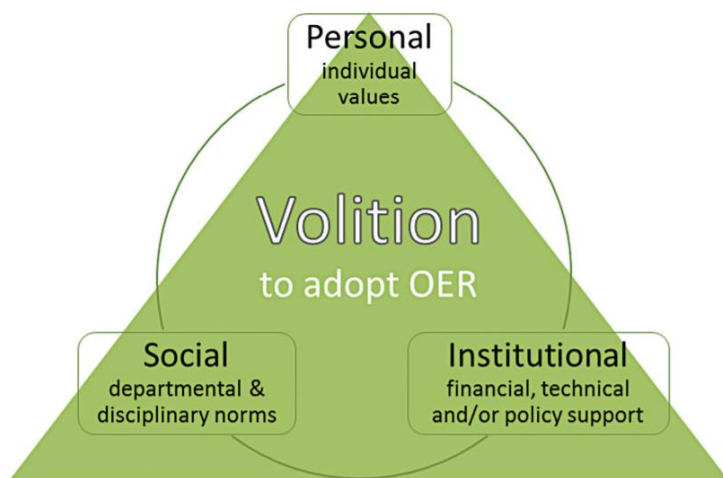 Personal
individual
values
Volition
to adopt OER
Social
departmental &
disciplinary norms
Institutional
financial, technical
and/or policy support